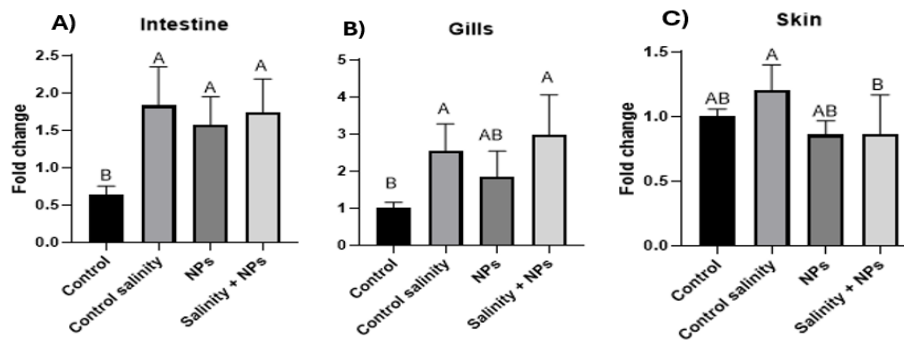 A)
Intestine
Fold change
2.5
2.0
1.5
1.0
0.5
0.0
B
A
A
A
Control
Control salinity
NPs
Salinity + NPs
B)
Gills
5
4
3
2
1
0
B
A
AB
A
Control
Control salinity
NPs
Salinity + NPs
C)
Skin
Fold change
1.5
1.0
0.5
0.0
AB
A
AB
B
Control
Control salinity
NPs
Salinity + NPs